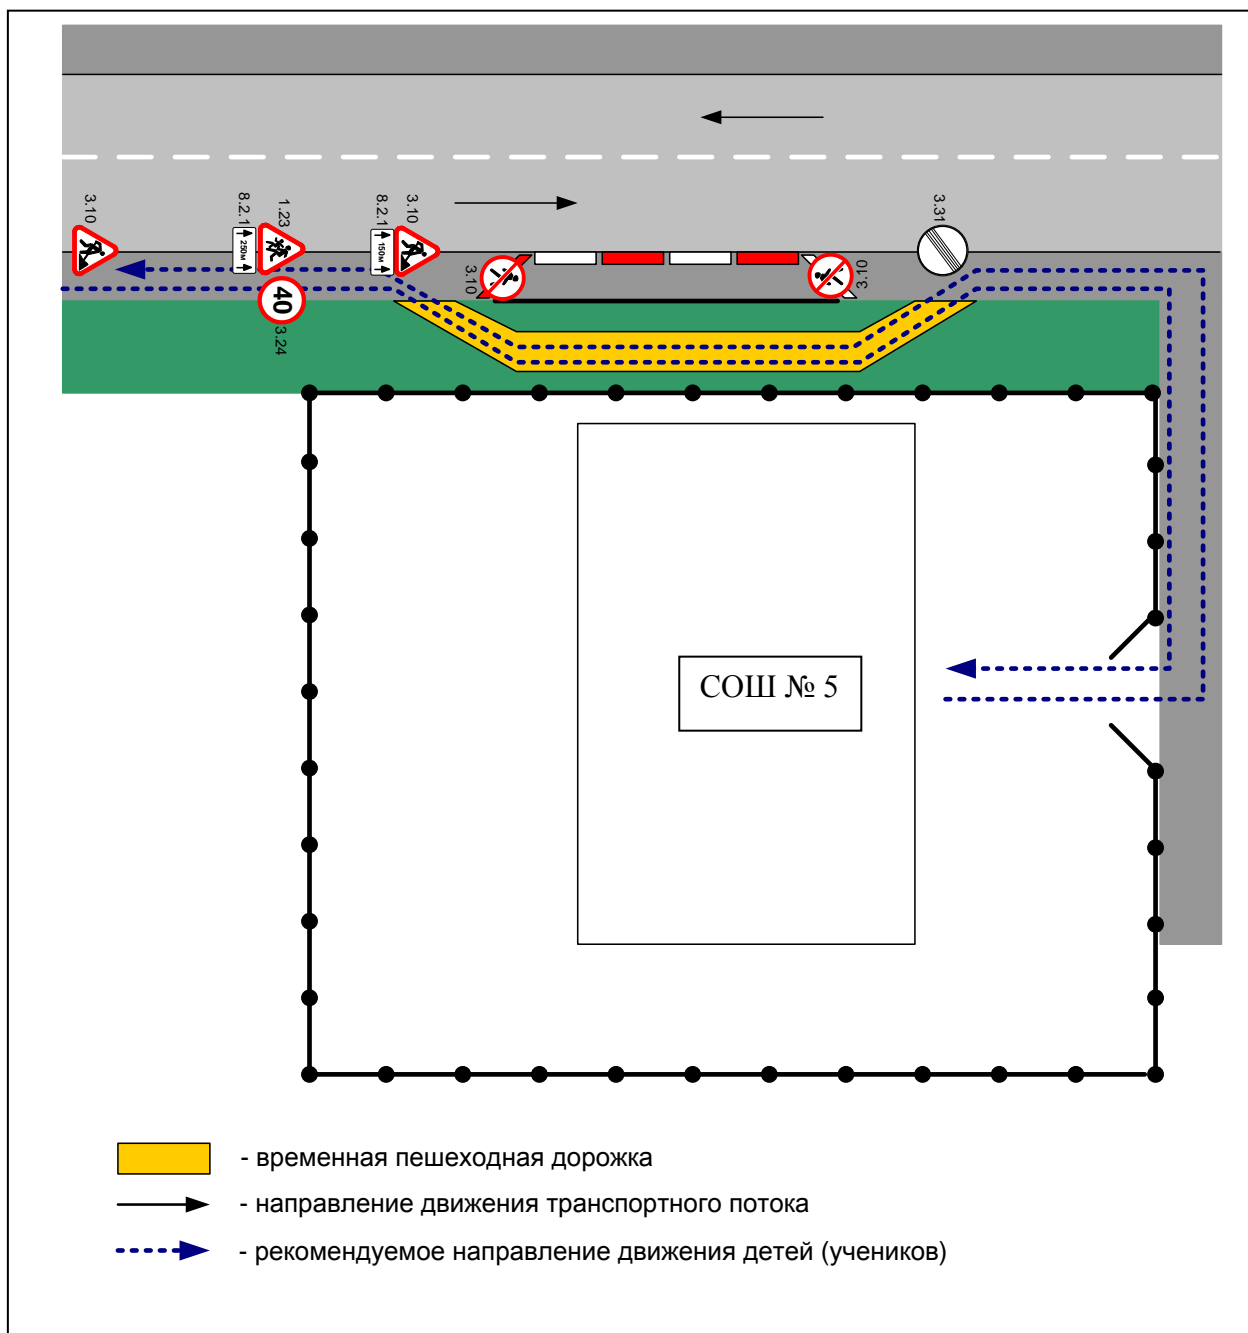 3.10
8.2.1
250м
1.23
40
3.24
8.2.1
150м
3.10
3.10
3.10
3.31
СОШ № 5
- временная пешеходная дорожка
- направление движения транспортного потока
- рекомендуемое направление движения детей (учеников)